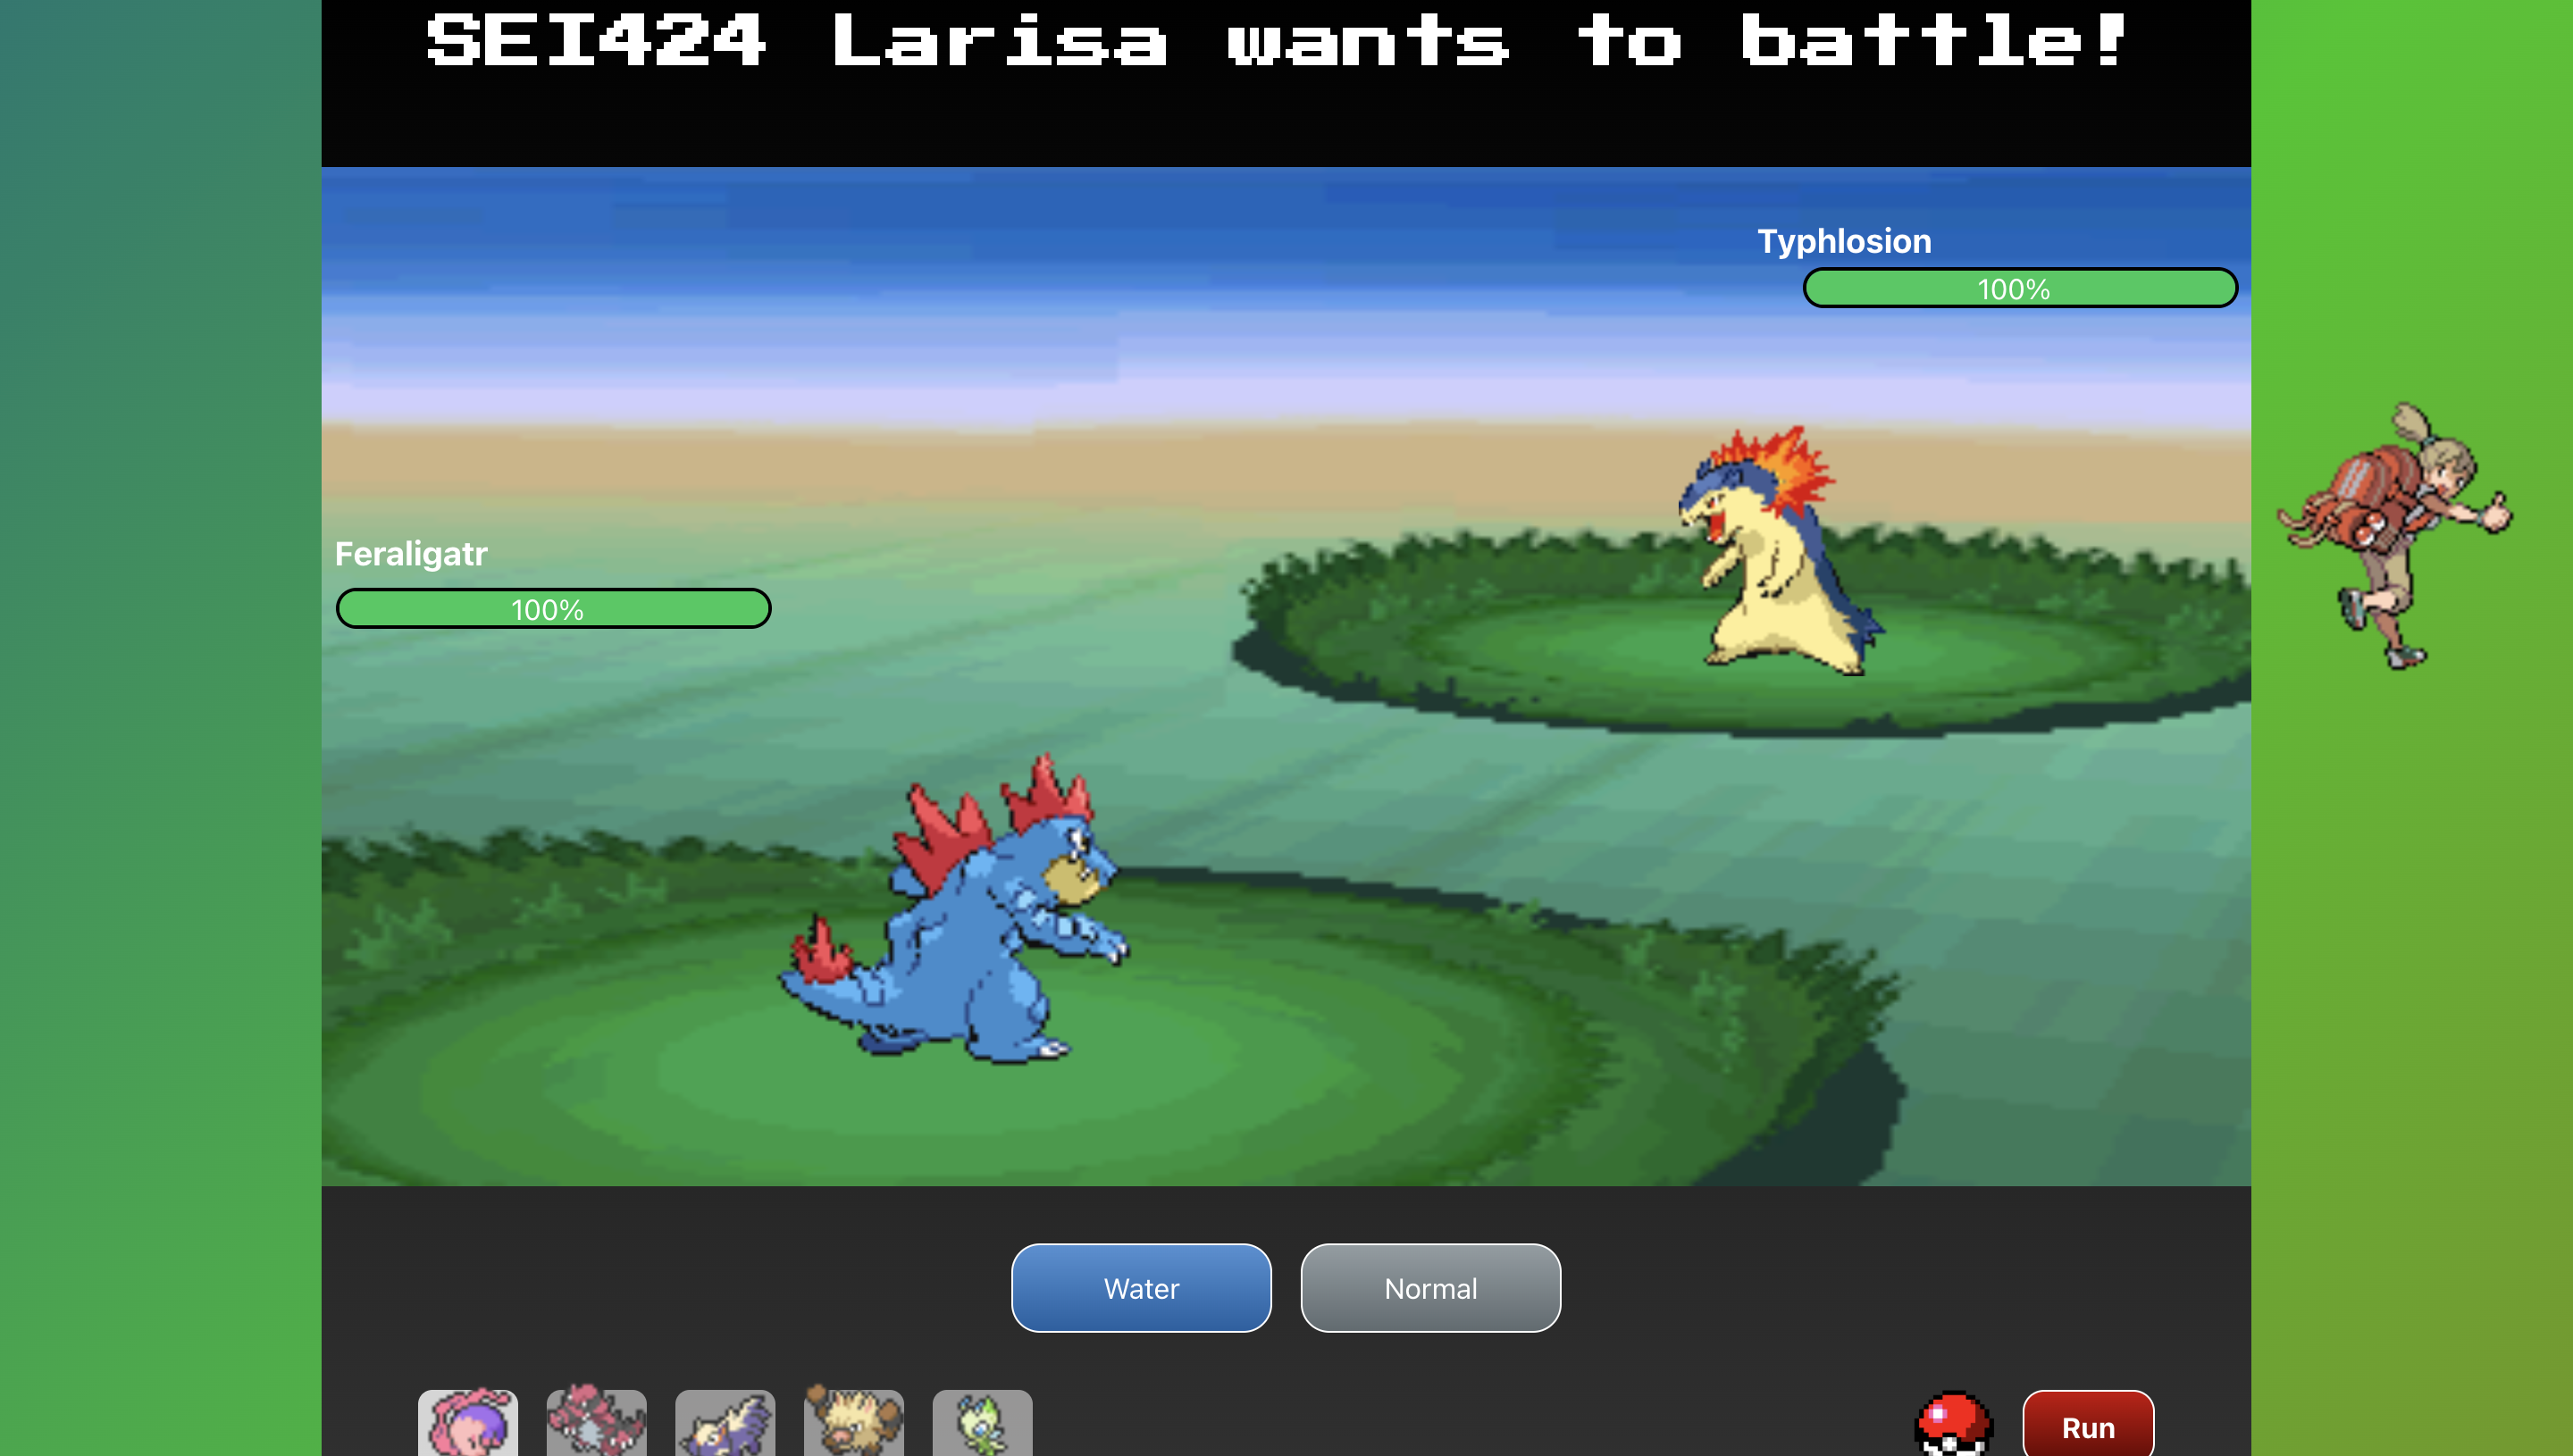 SEI424 Larisa wants to battle!
Typhlosion
100%
Feraligatr
100%
Water
Normal
Run